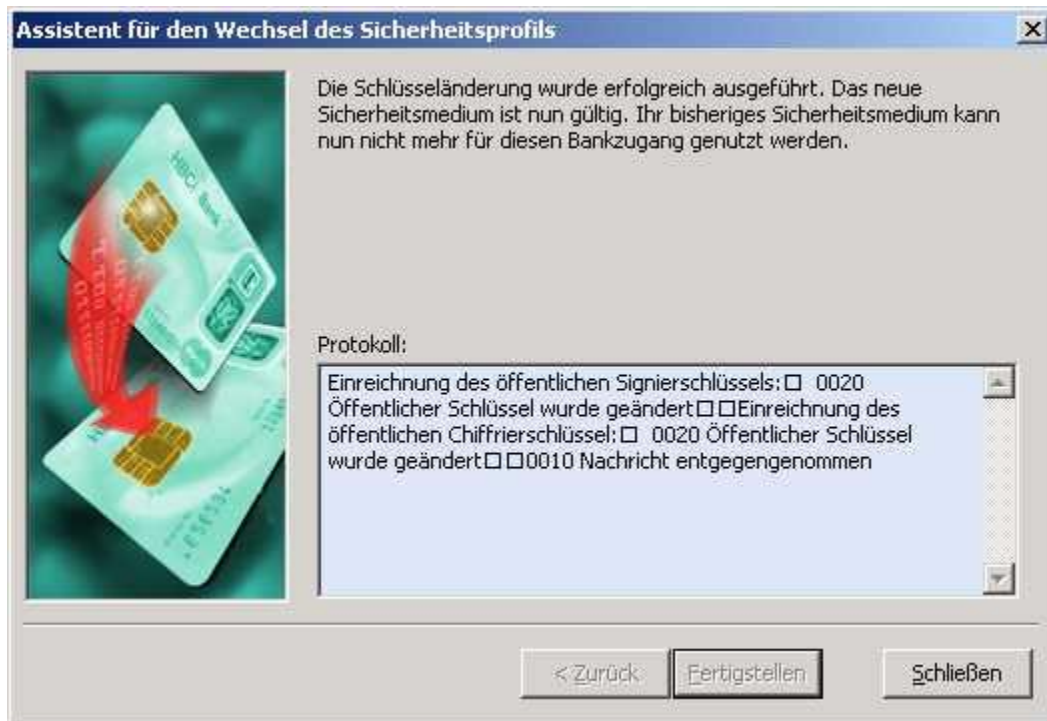 Assistent für den Wechsel des Sicherheitsprofils
Die Schlüsseländerung wurde erfolgreich ausgeführt. Das neue
Sicherheitsmedium ist nun gültig. Ihr bisheriges Sicherheitsmedium kann
nun nicht mehr für diesen Bankzugang genutzt werden.
HBCI Bank
Protokoll:
Einreichnung des öffentlichen Signierschlüssels:□ 0020
Öffentlicher Schlüssel wurde geändert□□Einreichnung des
öffentlichen Chiffrierschlüssel:□ 0020 Öffentlicher Schlüssel
wurde geändert□□0010 Nachricht entgegengenommen
< Zurück
Fertigstellen
Schließen